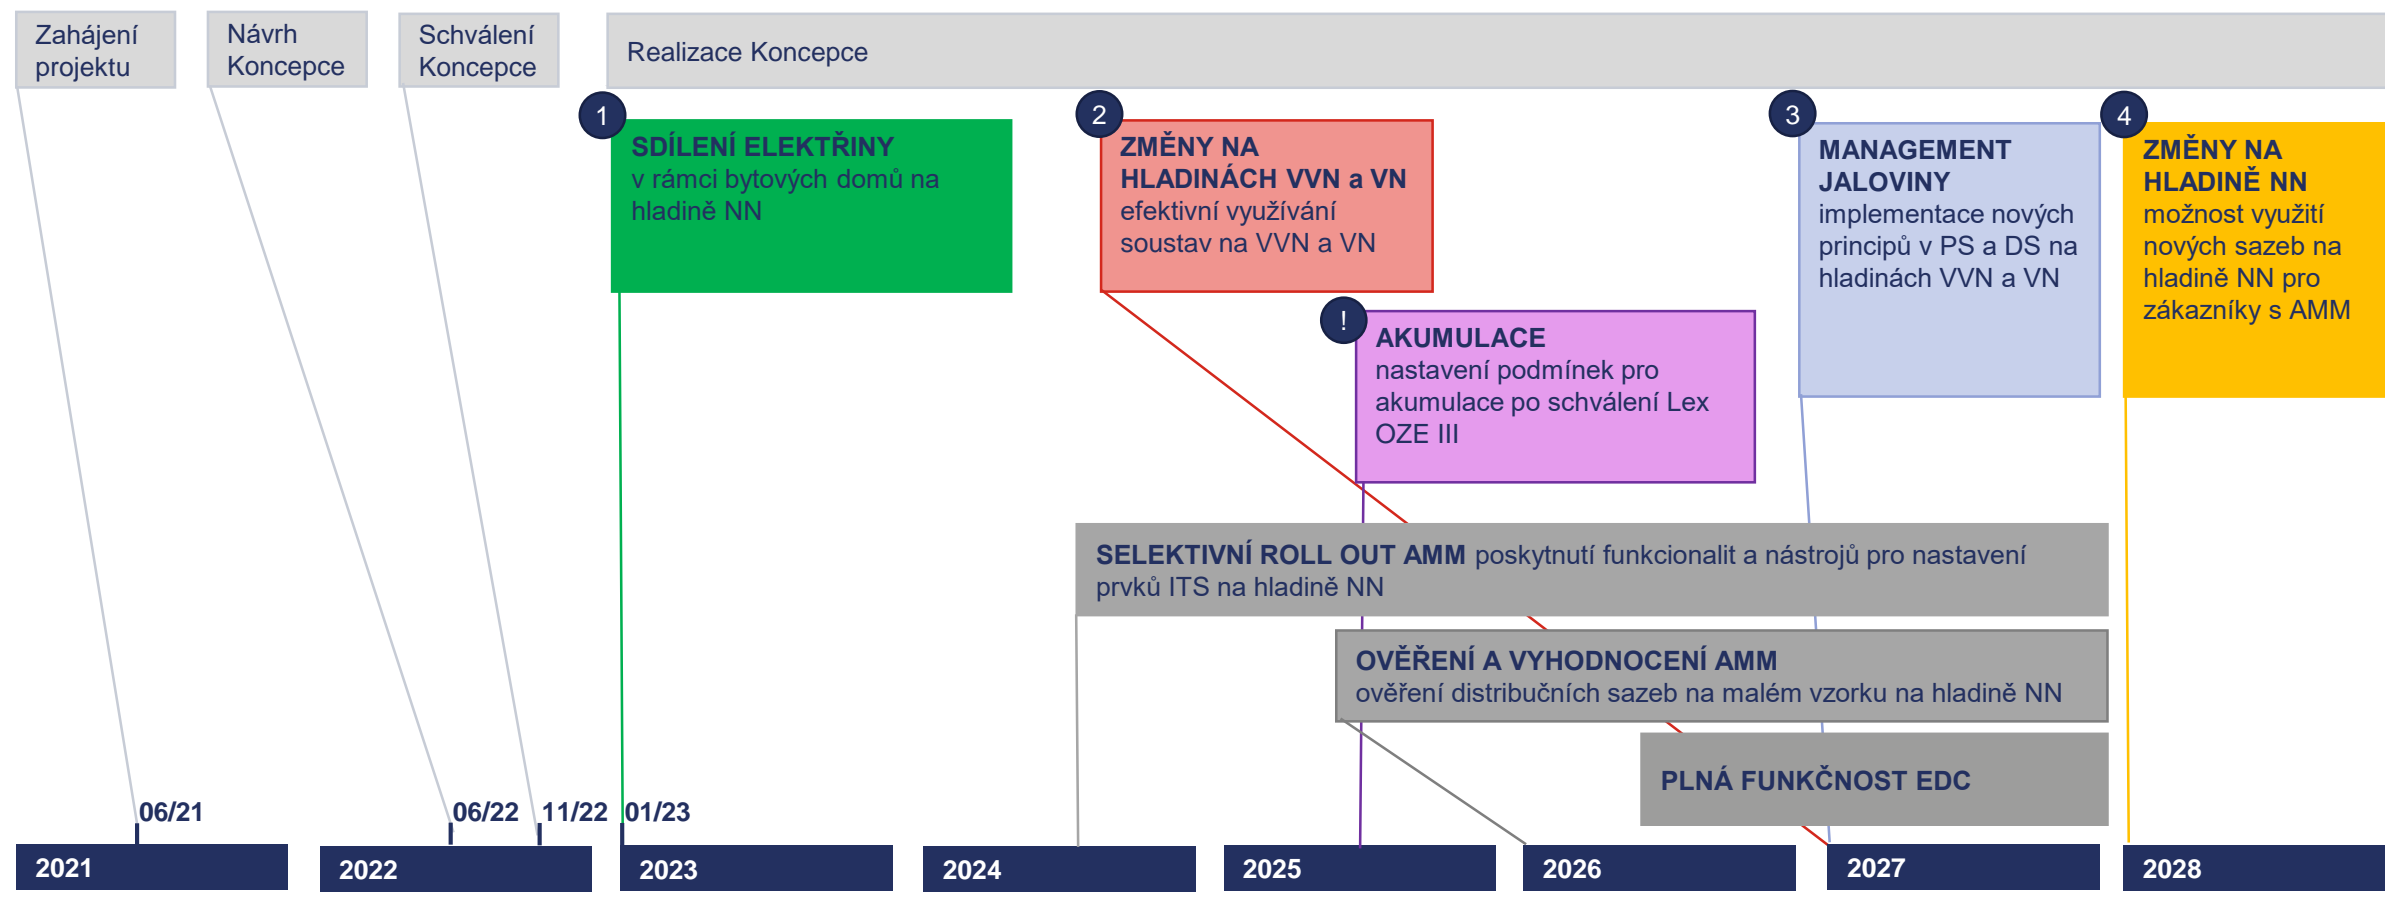 Zahájení
projektu
Návrh
Koncepce
Schválení
Koncepce
Realizace Koncepce
1
SDÍLENÍ ELEKTŘINY
v rámci bytových domů na
hladině NN
2
ZMĚNY NA
HLADINÁCH VVN a VN
efektivní využívání
soustav na VVN a VN
3
MANAGEMENT
JALOVINY
implementace nových
principů v PS a DS na
hladinách VVN a VN
4
ZMĚNY NA
HLADINĚ NN
možnost využití
nových sazeb na
hladině NN pro
zákazníky s AMM
!
AKUMULACE
nastavení podmínek pro
akumulace po schválení Lex
OZE III
SELEKTIVNÍ ROLL OUT AMM poskytnutí funkcionalit a nástrojů pro nastavení
prvků ITS na hladině NN
OVĚŘENÍ A VYHODNOCENÍ AMM
ověření distribučních sazeb na malém vzorku na hladině NN
PLNÁ FUNKČNOST EDC
06/21
06/22
11/22
01/23
2021
2022
2023
2024
2025
2026
2027
2028